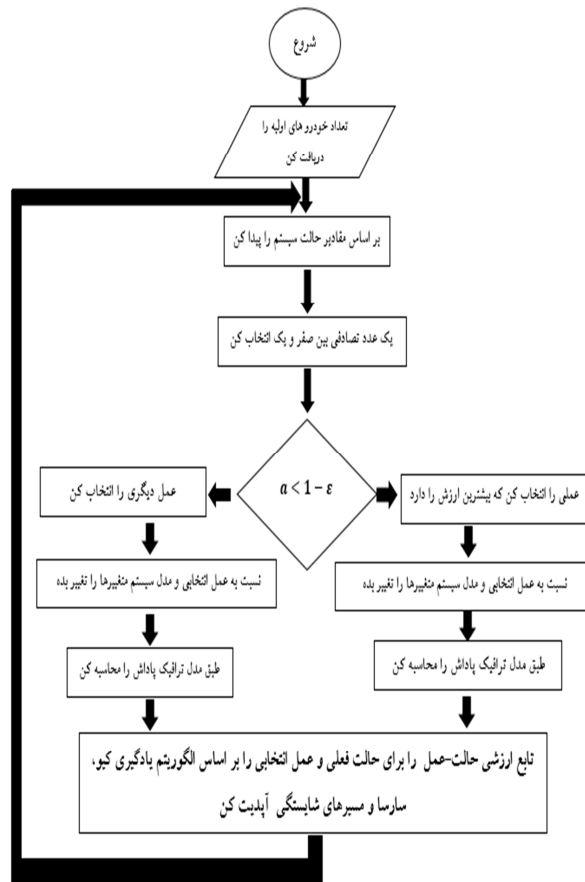 شروع
تعداد خودرو های اولیه را
دریافت کن
بر اساس مقادیر حالت سیستم را پیدا کن
یک عدد تصادفی بین صفر و یک انتخاب کن
a < 1 − ε
عملی را انتخاب کن که بیشترین ارزش را دارد
عمل دیگری را انتخاب کن
نسبت به عمل انتخابی و مدل سیستم متغییرها را تغییر بده
نسبت به عمل انتخابی و مدل سیستم متغییرها را تغییر بده
طبق مدل ترافیک پاداش را محاسبه کن
طبق مدل ترافیک پاداش را محاسبه کن
تابع ارزشی حالت-عمل را برای حالت فعلی و عمل انتخابی را بر اساس الگوریتم یادگیری کیو،
سارسا و مسیرهای شایستگی آپدیت کن